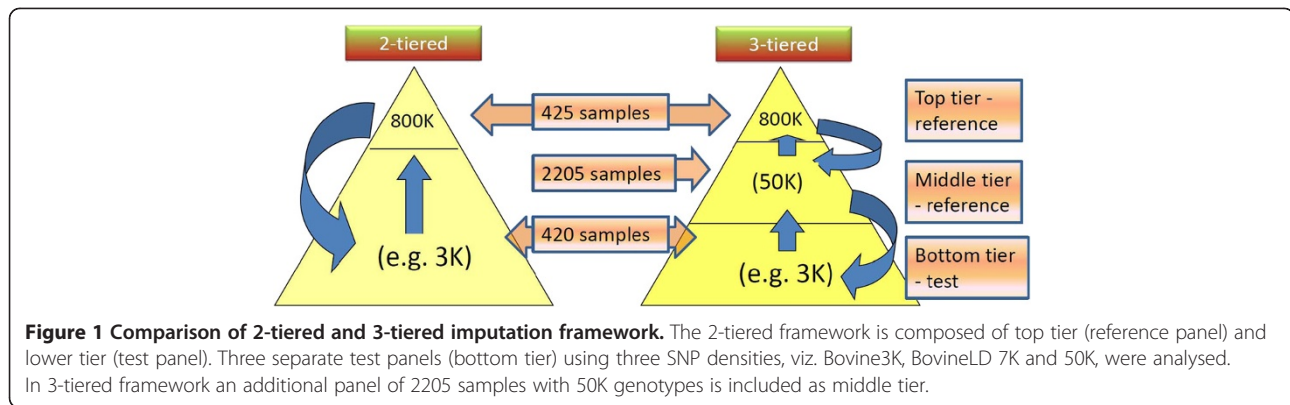 2-tiered
3-tiered
800K
425 samples
800K
Top tier -
reference
2205 samples
(50K)
Middle tier
- reference
420 samples
(e.g. 3K)
(e.g. 3K)
Bottom tier
- test
Figure 1 Comparison of 2-tiered and 3-tiered imputation framework. The 2-tiered framework is composed of top tier (reference panel) and
lower tier (test panel). Three separate test panels (bottom tier) using three SNP densities, viz. Bovine3K, BovineLD 7K and 50K, were analysed.
In 3-tiered framework an additional panel of 2205 samples with 50K genotypes is included as middle tier.